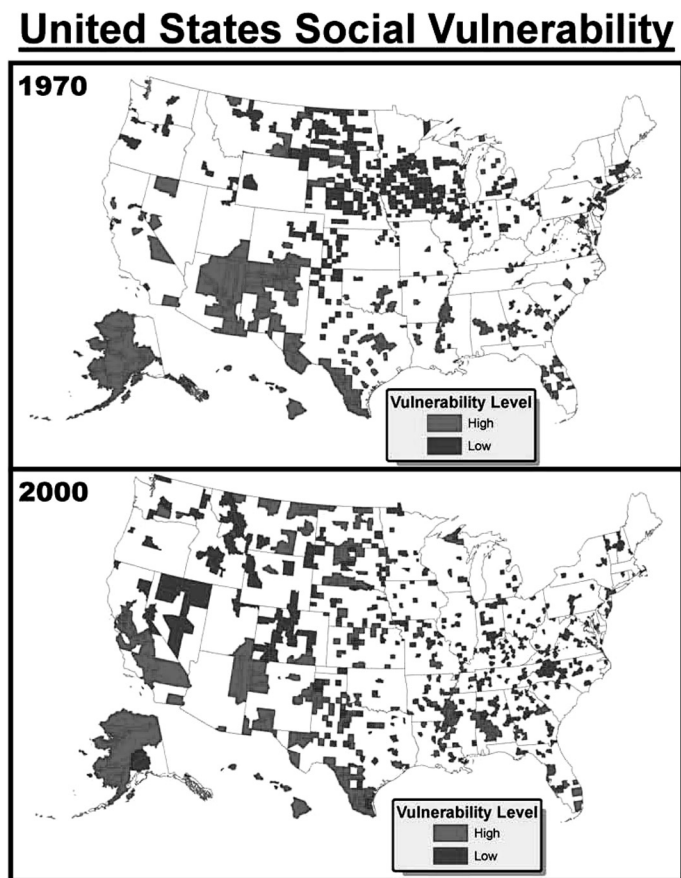 United States Social Vulnerability
1970
Vulnerability Level
High
Low
2000
Vulnerability Level
High
Low